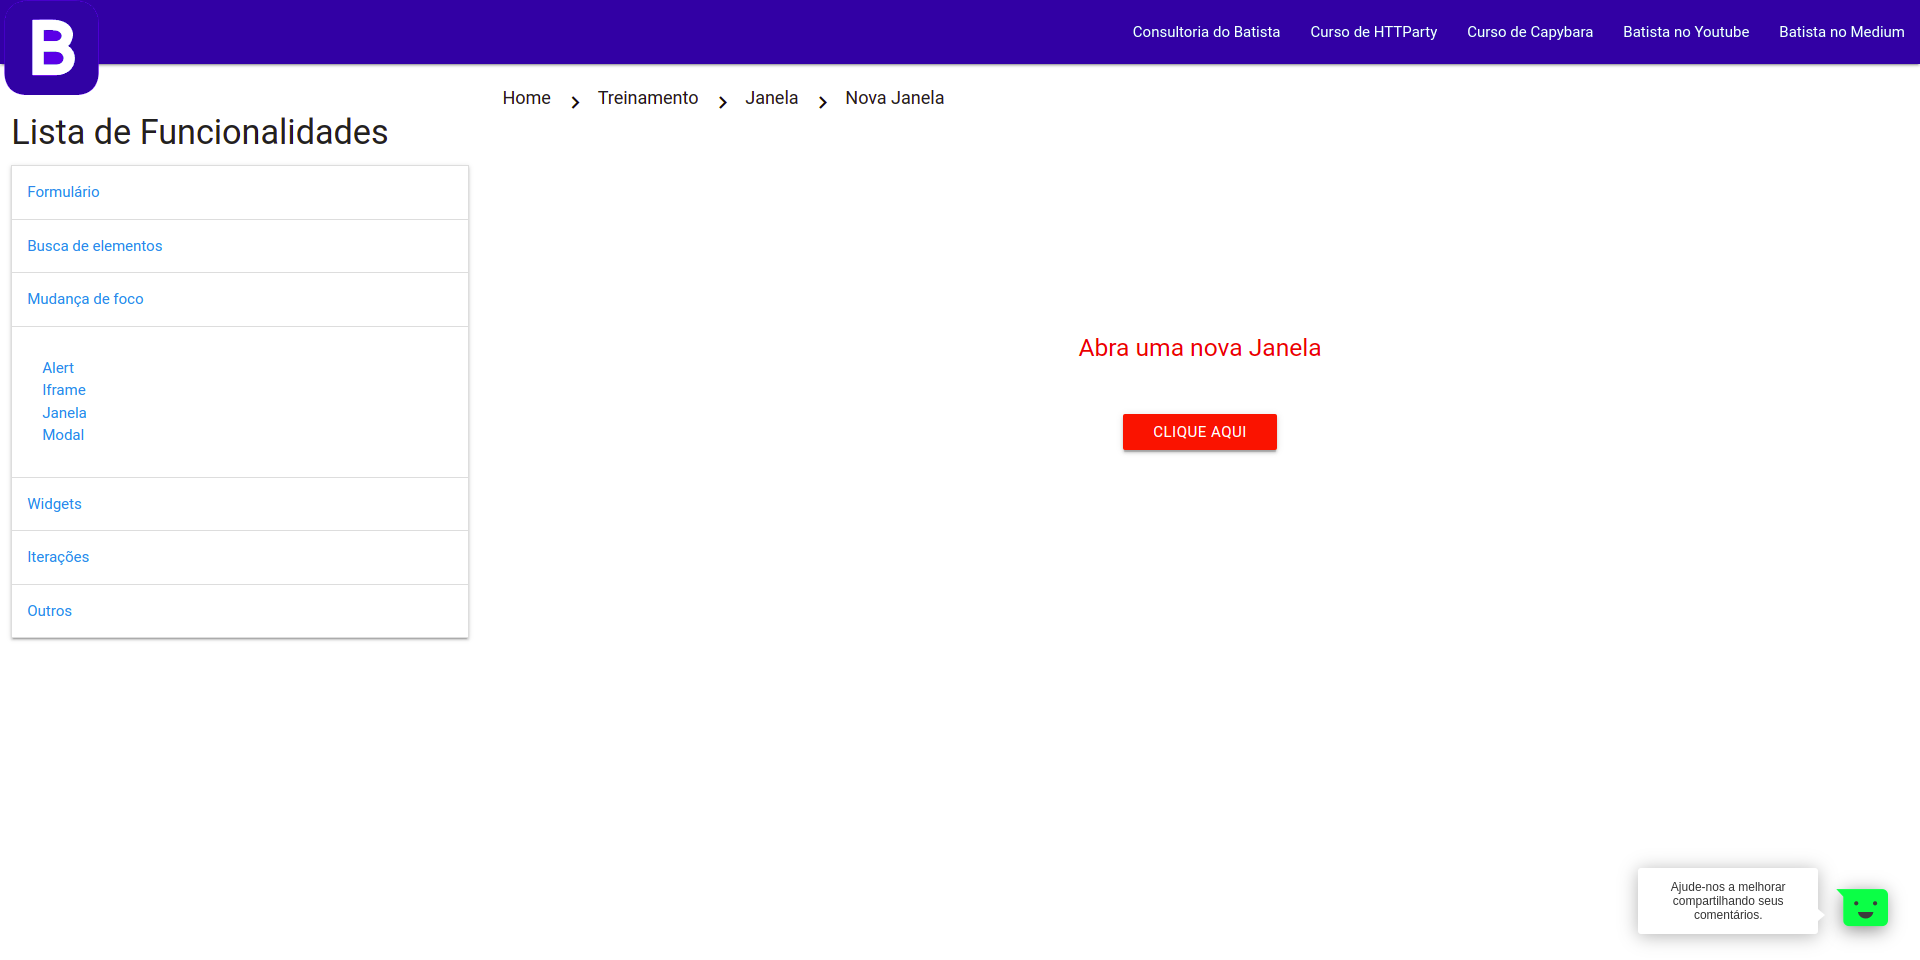 B
Consultoria do Batista Curso de HTTParty Curso de Capybara Batista no Youtube Batista no Medium
Home Treinamento Janela Nova Janela
Lista de Funcionalidades
Formulário
Busca de elementos
Mudança de foco
Alert
Iframe
Janela
Modal
Widgets
Iterações
Outros
Abra uma nova Janela
CLIQUE AQUI
Ajude-nos a melhorar
compartilhando seus
comentários.